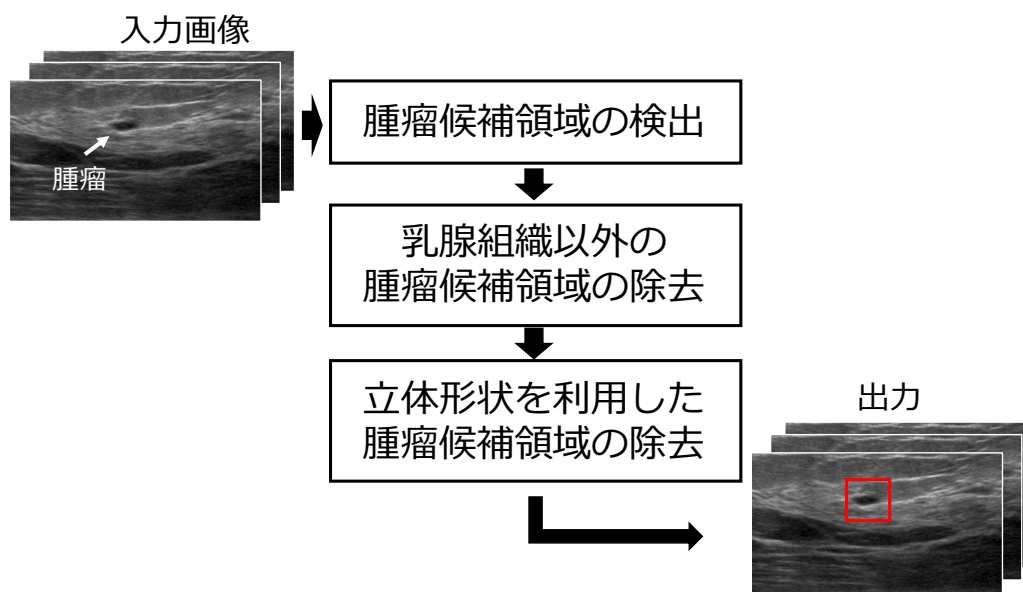 入力画像
腫瘤
腫瘤候補領域の検出
乳腺組織以外の
腫瘤候補領域の除去
立体形状を利用した
腫瘤候補領域の除去
出力